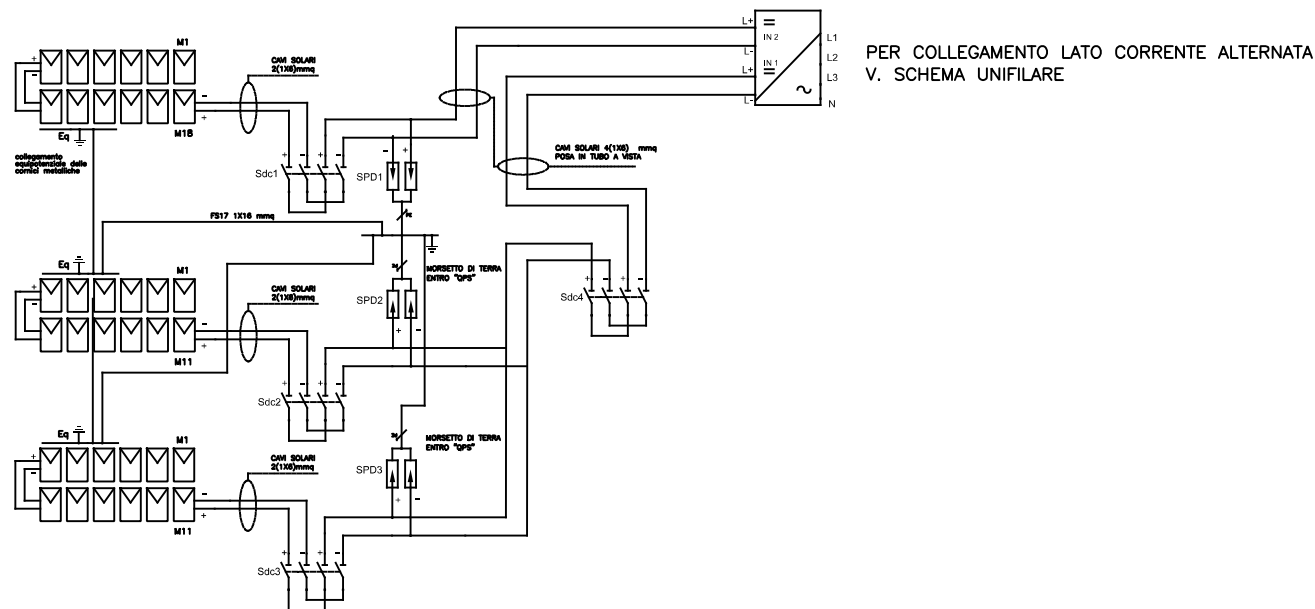 L+
IN 2
L-
L+
IN 1
L-
L1
L2
L3
N
PER COLLEGAMENTO LATO CORRENTE ALTERNATA
V. SCHEMA UNIFILARE
M1
CAVI SOLARI
2(1X6)mmq
+
-
-
+
M18
Eq
collegamento
equipotenziale delle
cornici metalliche
CAVI SOLARI 4(1X6) mmq
POSA IN TUBO A VISTA
+
-
+
-
Sdc1
-
+
SPD1
FS17 1X16 mmq
Eq
M1
CAVI SOLARI
2(1X6)mmq
MORSETTO DI TERRA
ENTRO "QPS"
SPD2
+
-
+
-
+
-
Sdc4
+
-
-
+
M11
+
-
+
-
Sdc2
Eq
M1
CAVI SOLARI
2(1X6)mmq
MORSETTO DI TERRA
ENTRO "QPS"
SPD3
+
-
+
-
-
+
M11
+
-
+
-
Sdc3